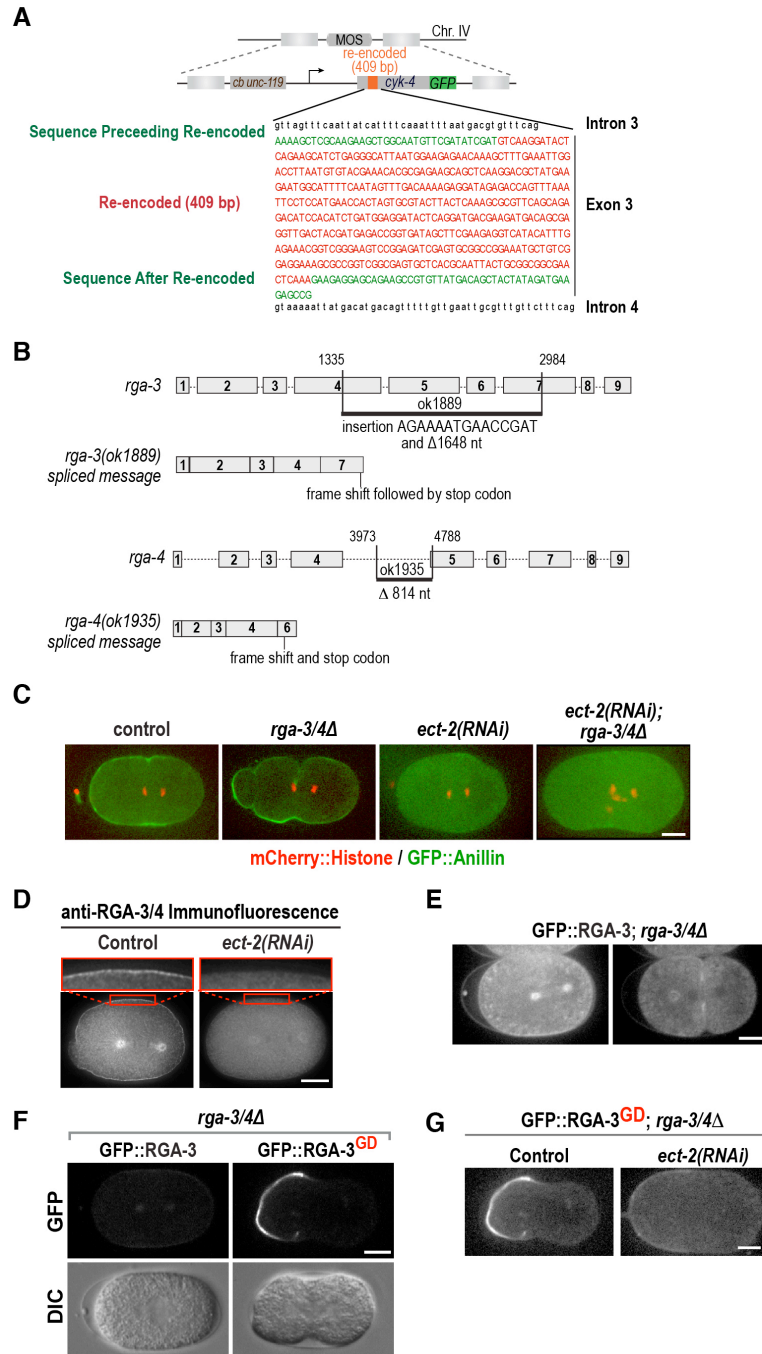 A
MOS
Chr. IV
re-encoded
(409 bp)
cb unc-119
cyk-4
GFP
gttagtttcaattatcattttcaaattttaatgacgtgtttcag
Intron 3
Sequence Preceeding Re-encoded
AAAAGCTCGCAAGAAGCTGGCAATGTTCGATATCGATGTCAAGGATACT
CAGAAGCATCTGAGGGCATTAATGGAAGAGAACAAAGCTTTGAAATTGG
ACCTTAATGTGTACGAAACACGCGAGAAGCAGCTCAAGGACGCTATGAA
GAATGGCATTTTCAATAGTTTGACAAAAGAGGATAGAGACCAGTTTAAA
Re-encoded (409 bp)
TTCCTCCATGAACCACTAGTGCGTACTTACTCAAAGCGCGTTCAGCAGA
Exon 3
GACATCCACATCTGATGGAGGATACTCAGGATGACGAAGATGACAGCGA
GGTTGACTACGATGAGACCGGTGATAGCTTCGAAGAGGTCATACATTTG
AGAAACGGTCGGGAAGTCCGGAGATCGAGTGCGGCCGGAAATGCTGTCG
GAGGAAAGCGCCGGTCGGCGAGTGCTCACGCAATTACTGCGGCGGCGAA
Sequence After Re-encoded
CTCAAAGAAGAGGAGCAGAAGCCGTGTTATGACAGCTACTATAGATGAA
GAGCCG
gtaaaaattatgacatgacagtttttgttgaattgcgtttgttctttcag
Intron 4
B
1335
2984
rga-3
1 2 3 4 5 6 7 8 9
ok1889
insertion AGAAAATGAACCGAT
and Δ1648 nt
rga-3(ok1889)
spliced message
1 2 3 4 7
frame shift followed by stop codon
3973
4788
rga-4
1 2 3 4 5 6 7 8 9
ok1935
Δ 814 nt
rga-4(ok1935)
spliced message
1 2 3 4 6
frame shift and stop codon
C
control
rga-3/4Δ
ect-2(RNAi)
ect-2(RNAi);
rga-3/4Δ
mCherry::Histone / GFP::Anillin
D
anti-RGA-3/4 Immunofluorescence
Control
ect-2(RNAi)
E
GFP::RGA-3; rga-3/4Δ
F
rga-3/4Δ
GFP::RGA-3
GFP::RGA-3GD
GFP
DIC
G
GFP::RGA-3GD; rga-3/4Δ
Control
ect-2(RNAi)